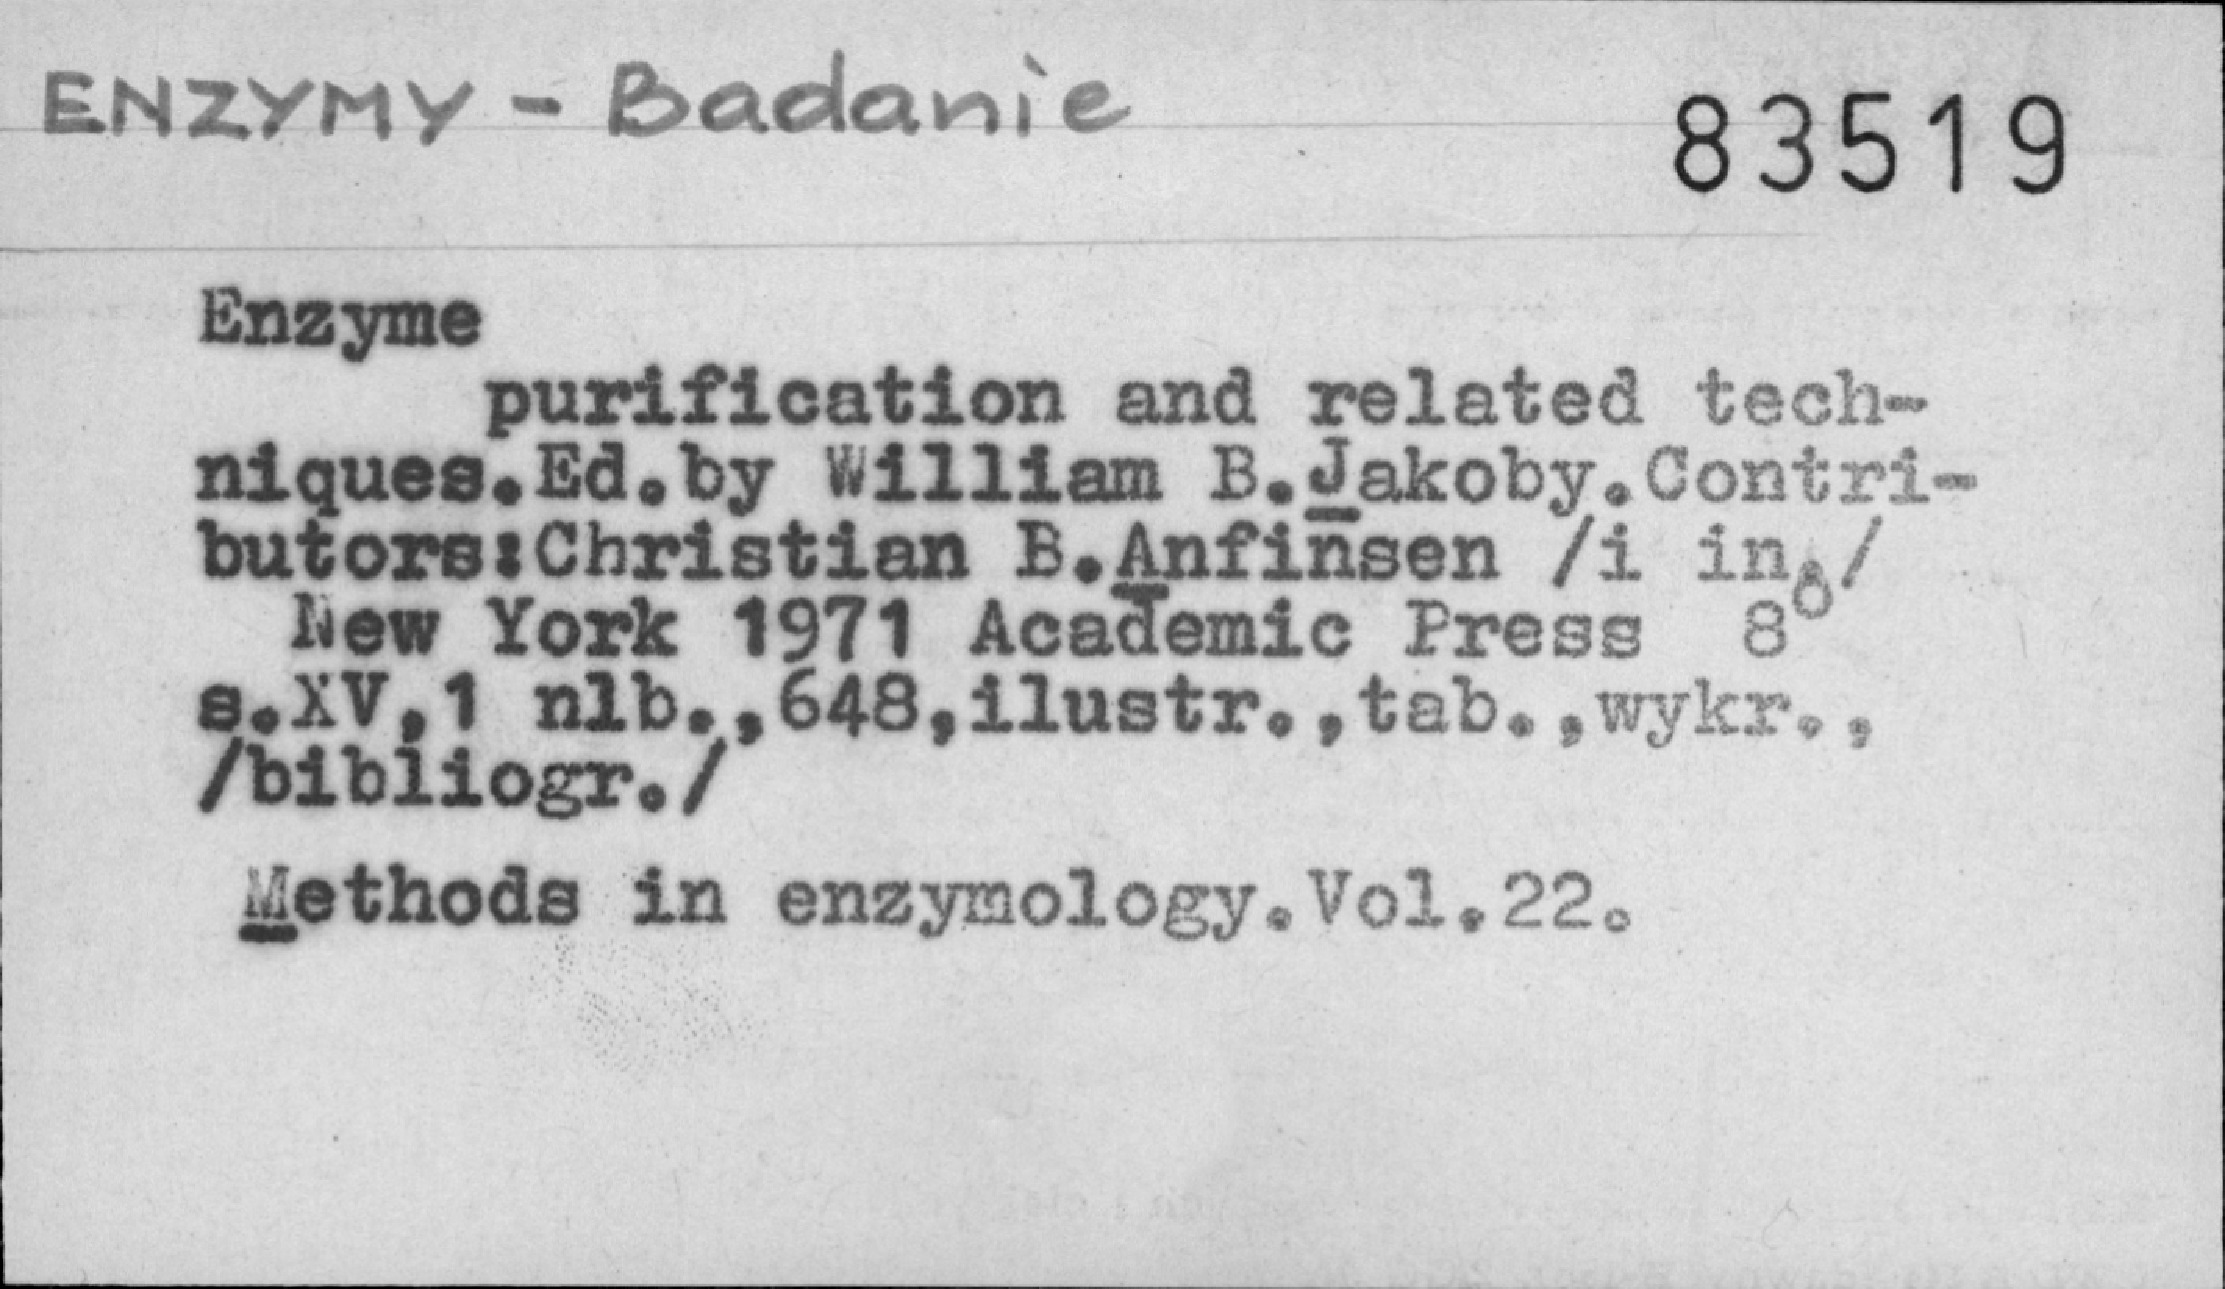 ENZYMY - Badanie
83519
Enzyme
purification and related tech-
niques.Ed.by William B.Jakoby.Contri-
butors:Christian B.Anfinsen /i in./
New York 1971 Academic Press 8°
s.XV,1 nlb.,648,ilustr.,tab.,wykr.,
/bibliogr./
Methods in enzymology.Vol.22.